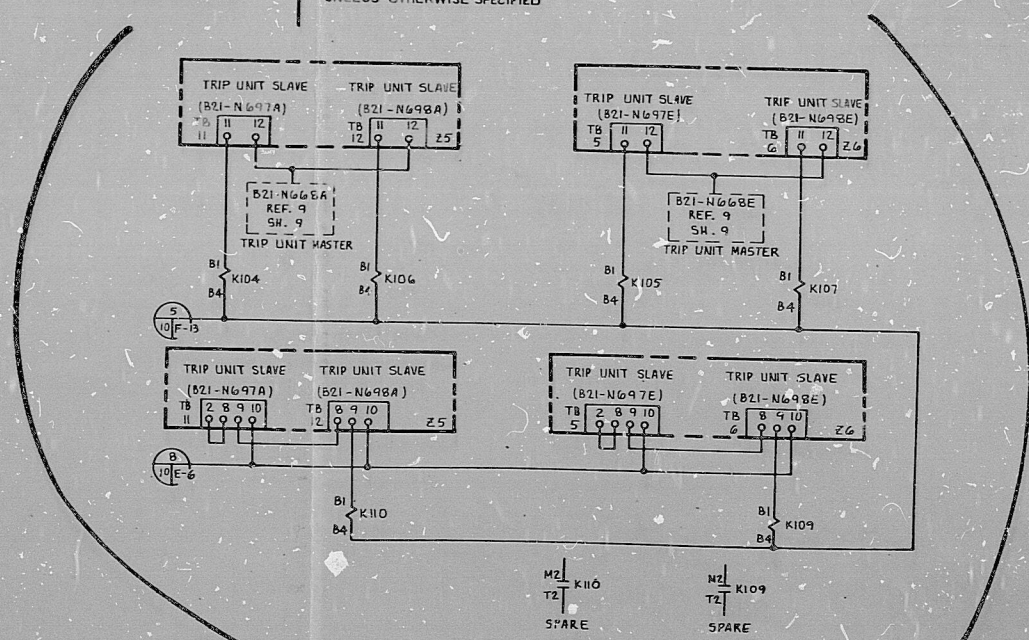 UNLESS OTHERWISE SPECIFIED
TRIP UNIT SLAVE
(B21-N697A)
TB 11 12
11
TRIP UNIT SLAVE
(B21-N698A)
TB 11 12
12
Z5
B21-N668A
REF. 9
SH. 9
TRIP UNIT MASTER
B1
K104
B4
B1
K106
B4
TRIP UNIT SLAVE
(B21-N697E)
TB 11 12
5
TRIP UNIT SLAVE
(B21-N698E)
TB 11 12
6
Z6
B21-N668E
REF. 9
SH. 9
TRIP UNIT MASTER
B1
K105
B4
B1
K107
B4
5
10 F-13
TRIP UNIT SLAVE
(B21-N697A)
TB 2 8 9 10
11
TRIP UNIT SLAVE
(B21-N698A)
TB 8 9 10
12
Z5
TRIP UNIT SLAVE
(B21-N697E)
TB 2 8 9 10
5
TRIP UNIT SLAVE
(B21-N698E)
TB 8 9 10
6
Z6
8
10 E-6
B1
K110
B4
B1
K109
B4
M2
K110
T2
SPARE
M2
K109
T2
SPARE